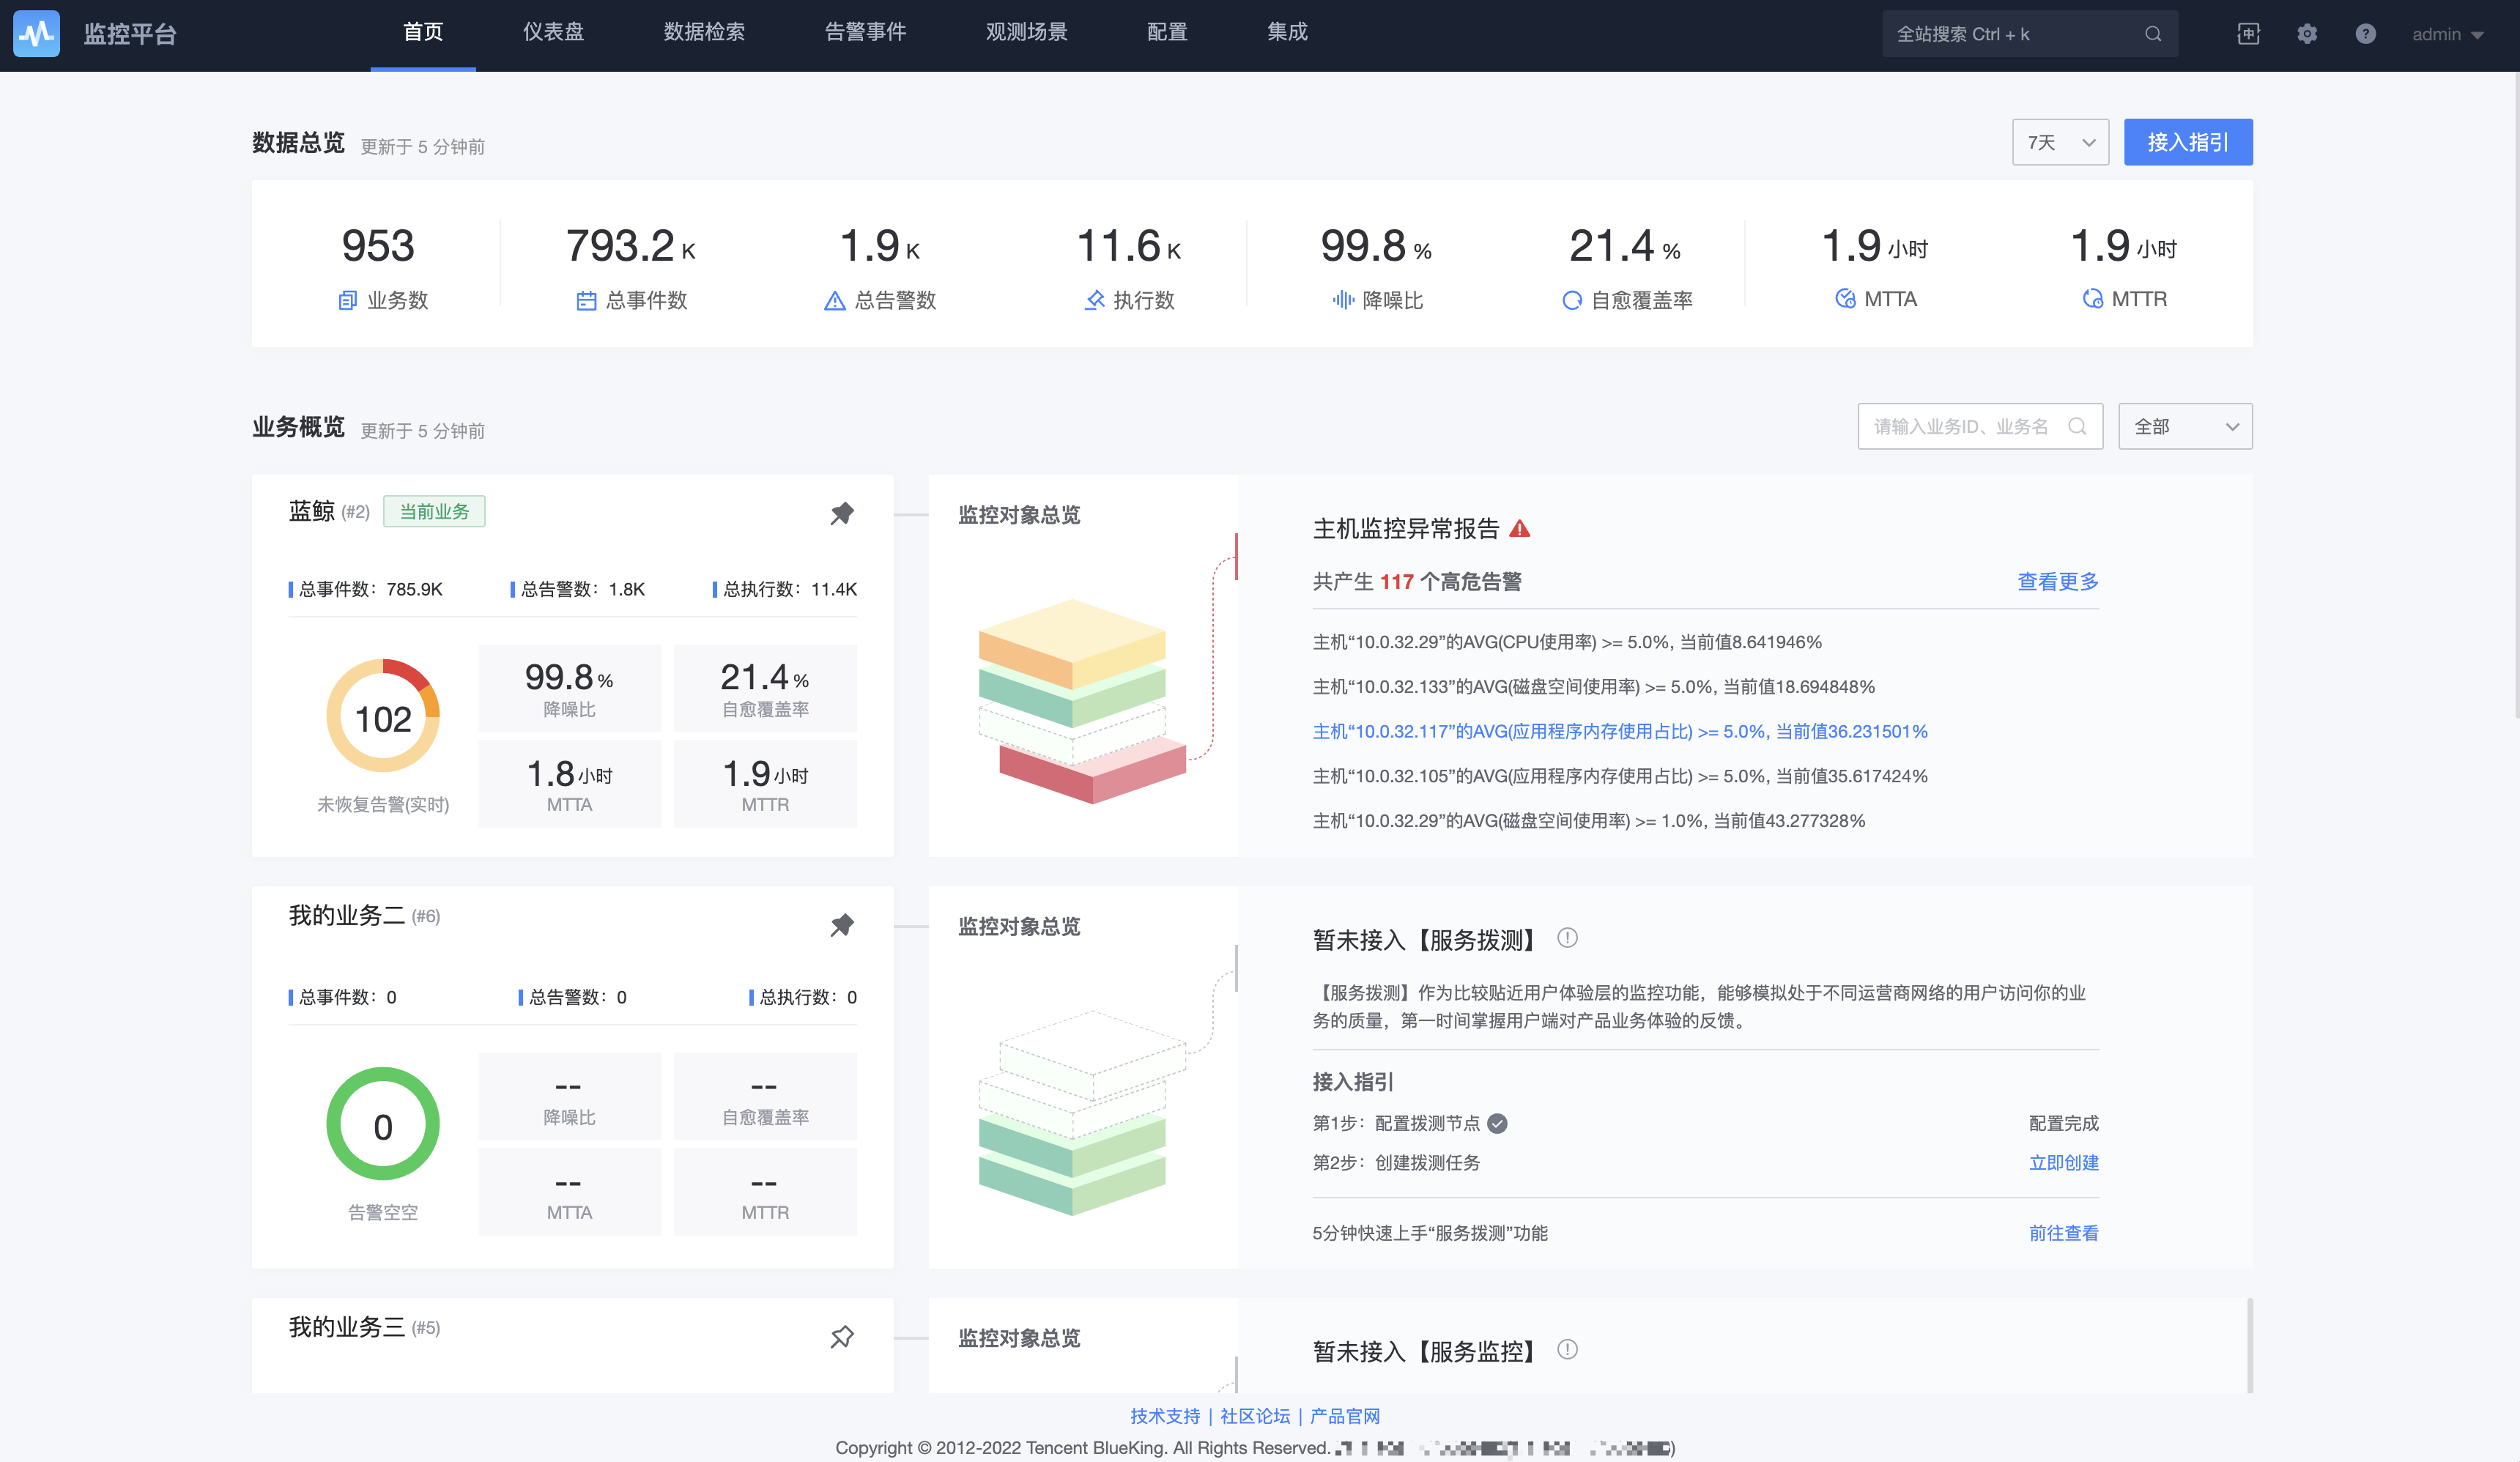 监控平台
首页 仪表盘 数据检索 告警事件 观测场景 配置 集成
全站搜索 Ctrl + k
中
?
admin
数据总览 更新于 5 分钟前
7天
接入指引
953
业务数
793.2 K
总事件数
1.9 K
总告警数
11.6 K
执行数
99.8 %
降噪比
21.4 %
自愈覆盖率
1.9 小时
MTTA
1.9 小时
MTTR
业务概览 更新于 5 分钟前
请输入业务ID、业务名
全部
蓝鲸 (#2) 当前业务
总事件数：785.9K 总告警数：1.8K 总执行数：11.4K
102
未恢复告警(实时)
99.8 %
降噪比
21.4 %
自愈覆盖率
1.8 小时
MTTA
1.9 小时
MTTR
监控对象总览
主机监控异常报告
共产生 117 个高危告警
查看更多
主机“10.0.32.29”的AVG(CPU使用率) >= 5.0%, 当前值8.641946%
主机“10.0.32.133”的AVG(磁盘空间使用率) >= 5.0%, 当前值18.694848%
主机“10.0.32.117”的AVG(应用程序内存使用占比) >= 5.0%, 当前值36.231501%
主机“10.0.32.105”的AVG(应用程序内存使用占比) >= 5.0%, 当前值35.617424%
主机“10.0.32.29”的AVG(磁盘空间使用率) >= 1.0%, 当前值43.277328%
我的业务二 (#6)
总事件数：0 总告警数：0 总执行数：0
0
告警空空
--
降噪比
--
自愈覆盖率
--
MTTA
--
MTTR
监控对象总览
暂未接入【服务拨测】
【服务拨测】作为比较贴近用户体验层的监控功能，能够模拟处于不同运营商网络的用户访问你的业
务的质量，第一时间掌握用户端对产品业务体验的反馈。
接入指引
第1步：配置拨测节点 配置完成
第2步：创建拨测任务 立即创建
5分钟快速上手“服务拨测”功能 前往查看
我的业务三 (#5)
监控对象总览
暂未接入【服务监控】
技术支持 | 社区论坛 | 产品官网
Copyright © 2012-2022 Tencent BlueKing. All Rights Reserved.